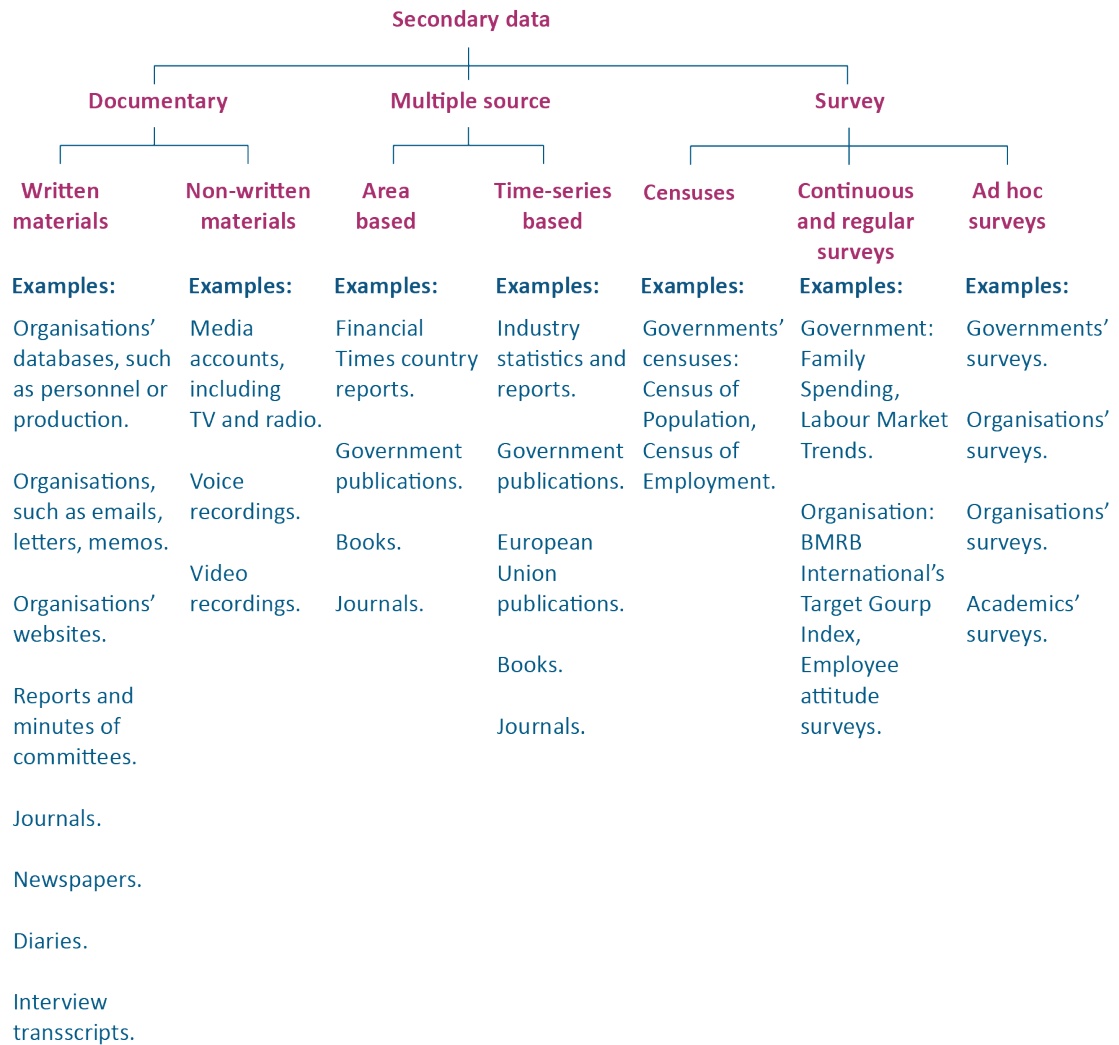 Secondary data
Documentary
Multiple source
Survey
Written
materials
Non-written
materials
Area
based
Time-series
based
Censuses
Continuous
and regular
surveys
Ad hoc
surveys
Examples:
Organisations’
databases, such
as personnel or
production.
Organisations,
such as emails,
letters, memos.
Organisations’
websites.
Reports and
minutes of
committees.
Journals.
Newspapers.
Diaries.
Interview
transscripts.
Examples:
Media
accounts,
including
TV and radio.
Voice
recordings.
Video
recordings.
Examples:
Financial
Times country
reports.
Government
publications.
Books.
Journals.
Examples:
Industry
statistics and
reports.
Government
publications.
European
Union
publications.
Books.
Journals.
Examples:
Governments’
censuses:
Census of
Population,
Census of
Employment.
Examples:
Government:
Family
Spending,
Labour Market
Trends.
Organisation:
BMRB
International’s
Target Gourp
Index,
Employee
attitude
surveys.
Examples:
Governments’
surveys.
Organisations’
surveys.
Organisations’
surveys.
Academics’
surveys.